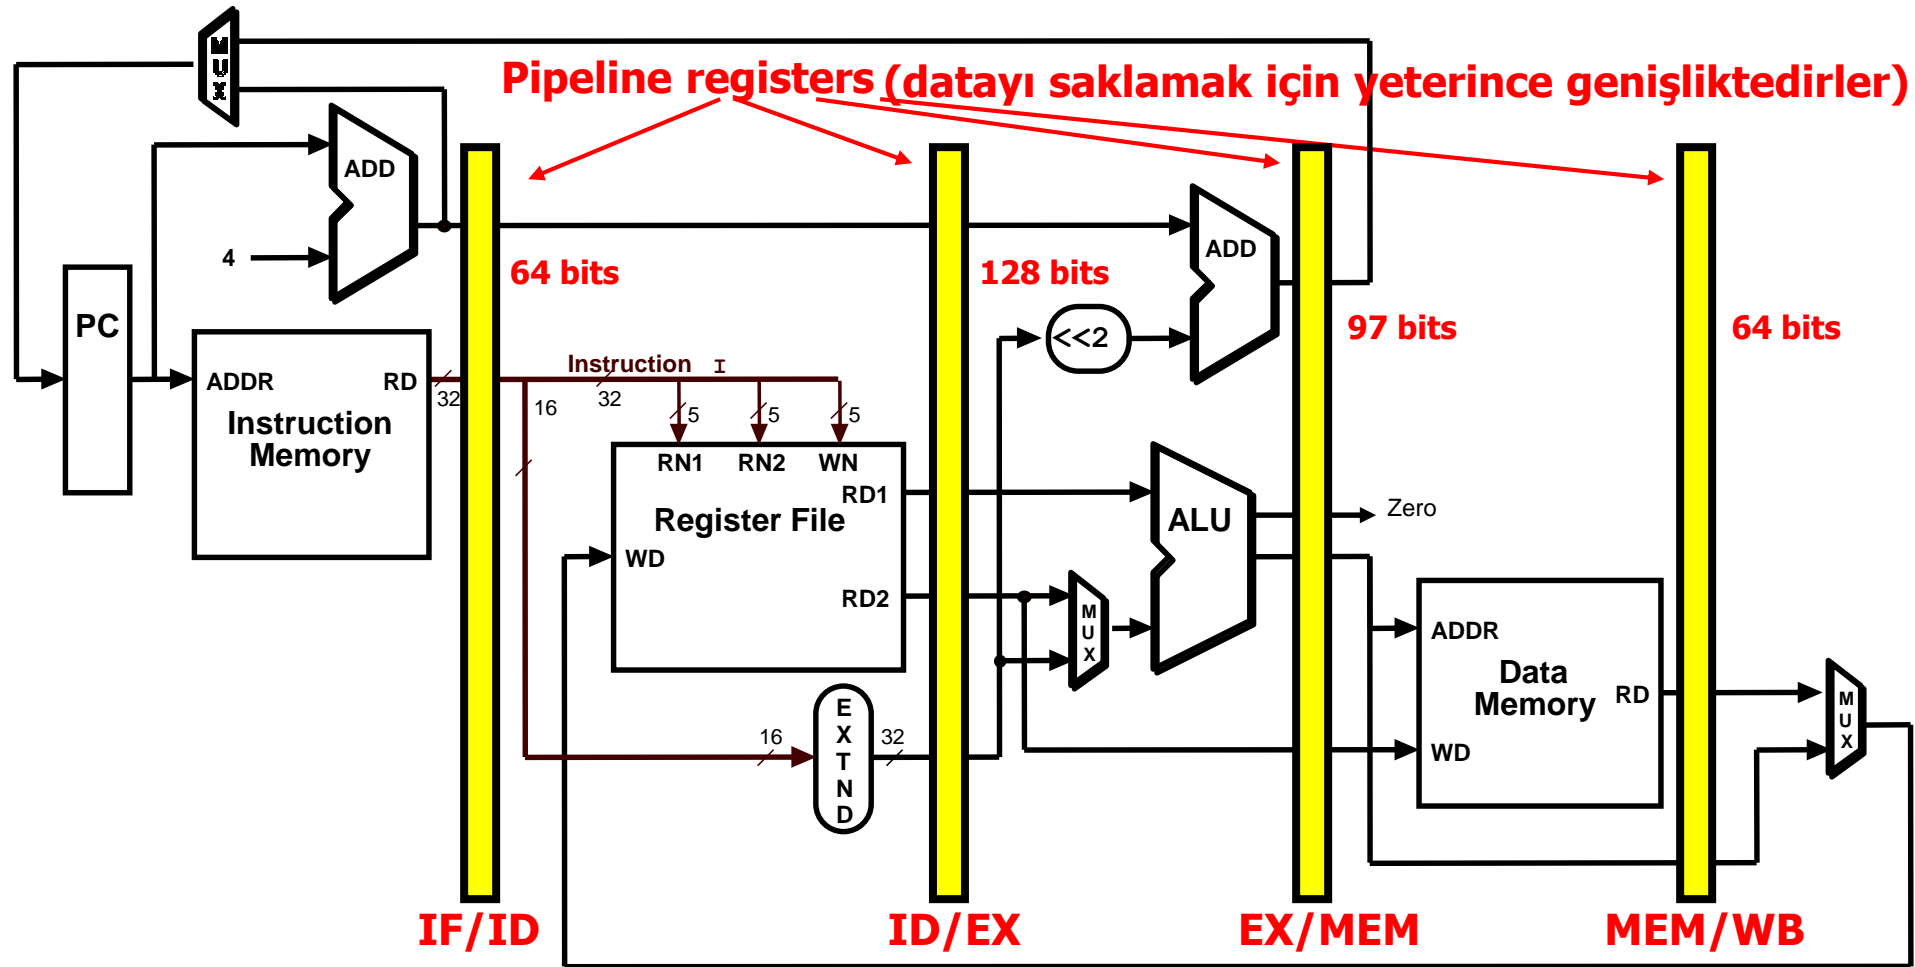 MUX
Pipeline registers (datayı saklamak için yeterince genişliktedirler)
ADD
4
64 bits
128 bits
ADD
97 bits
64 bits
PC
<<2
ADDR
RD
32
Instruction I
16
32
5
5
5
Instruction
Memory
RN1
RN2
WN
RD1
Register File
WD
RD2
ALU
Zero
MUX
ADDR
Data
Memory
RD
WD
MUX
16
EXTND
32
IF/ID
ID/EX
EX/MEM
MEM/WB